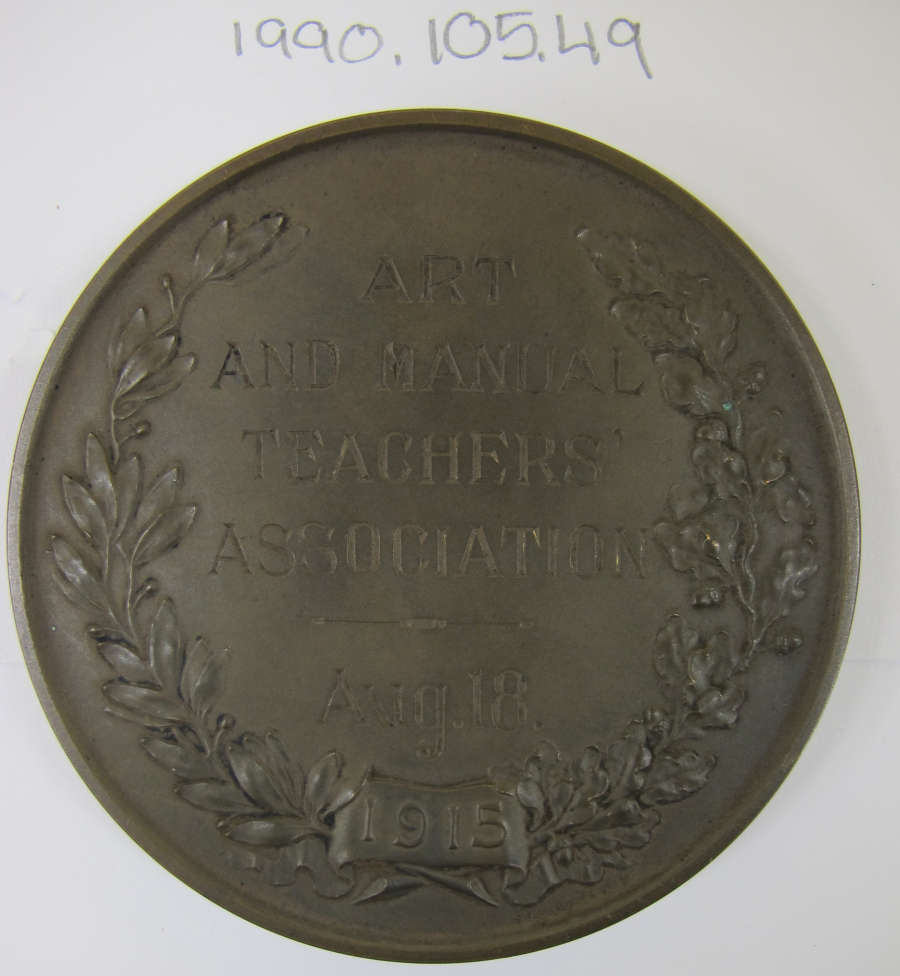 1990.105.49
ART
AND MANUAL
TEACHERS'
ASSOCIATION
Aug.18.
1915